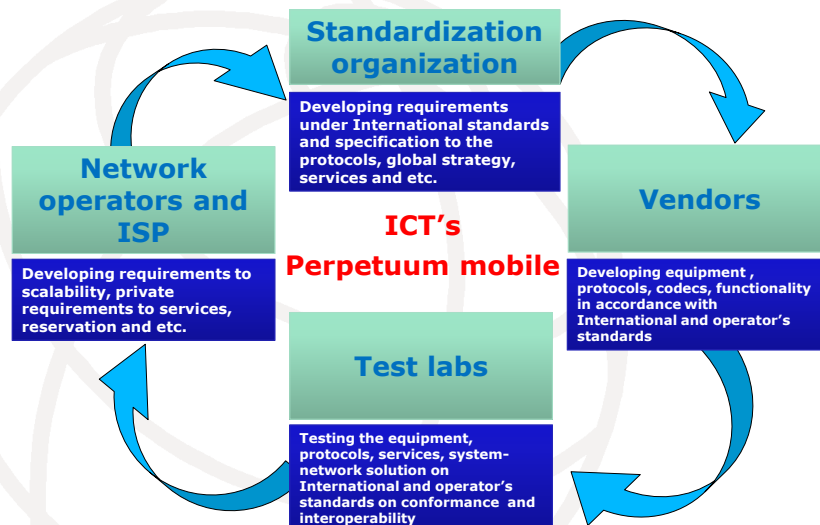 Standardization
organization
Developing requirements
under International standards
and specification to the
protocols, global strategy,
services and etc.
Network
operators and
ISP
Developing requirements to
scalability, private
requirements to services,
reservation and etc.
ICT’s
Perpetuum mobile
Vendors
Developing equipment ,
protocols, codecs, functionality
in accordance with
International and operator’s
standards
Test labs
Testing the equipment,
protocols, services, system-
network solution on
International and operator’s
standards on conformance and
interoperability